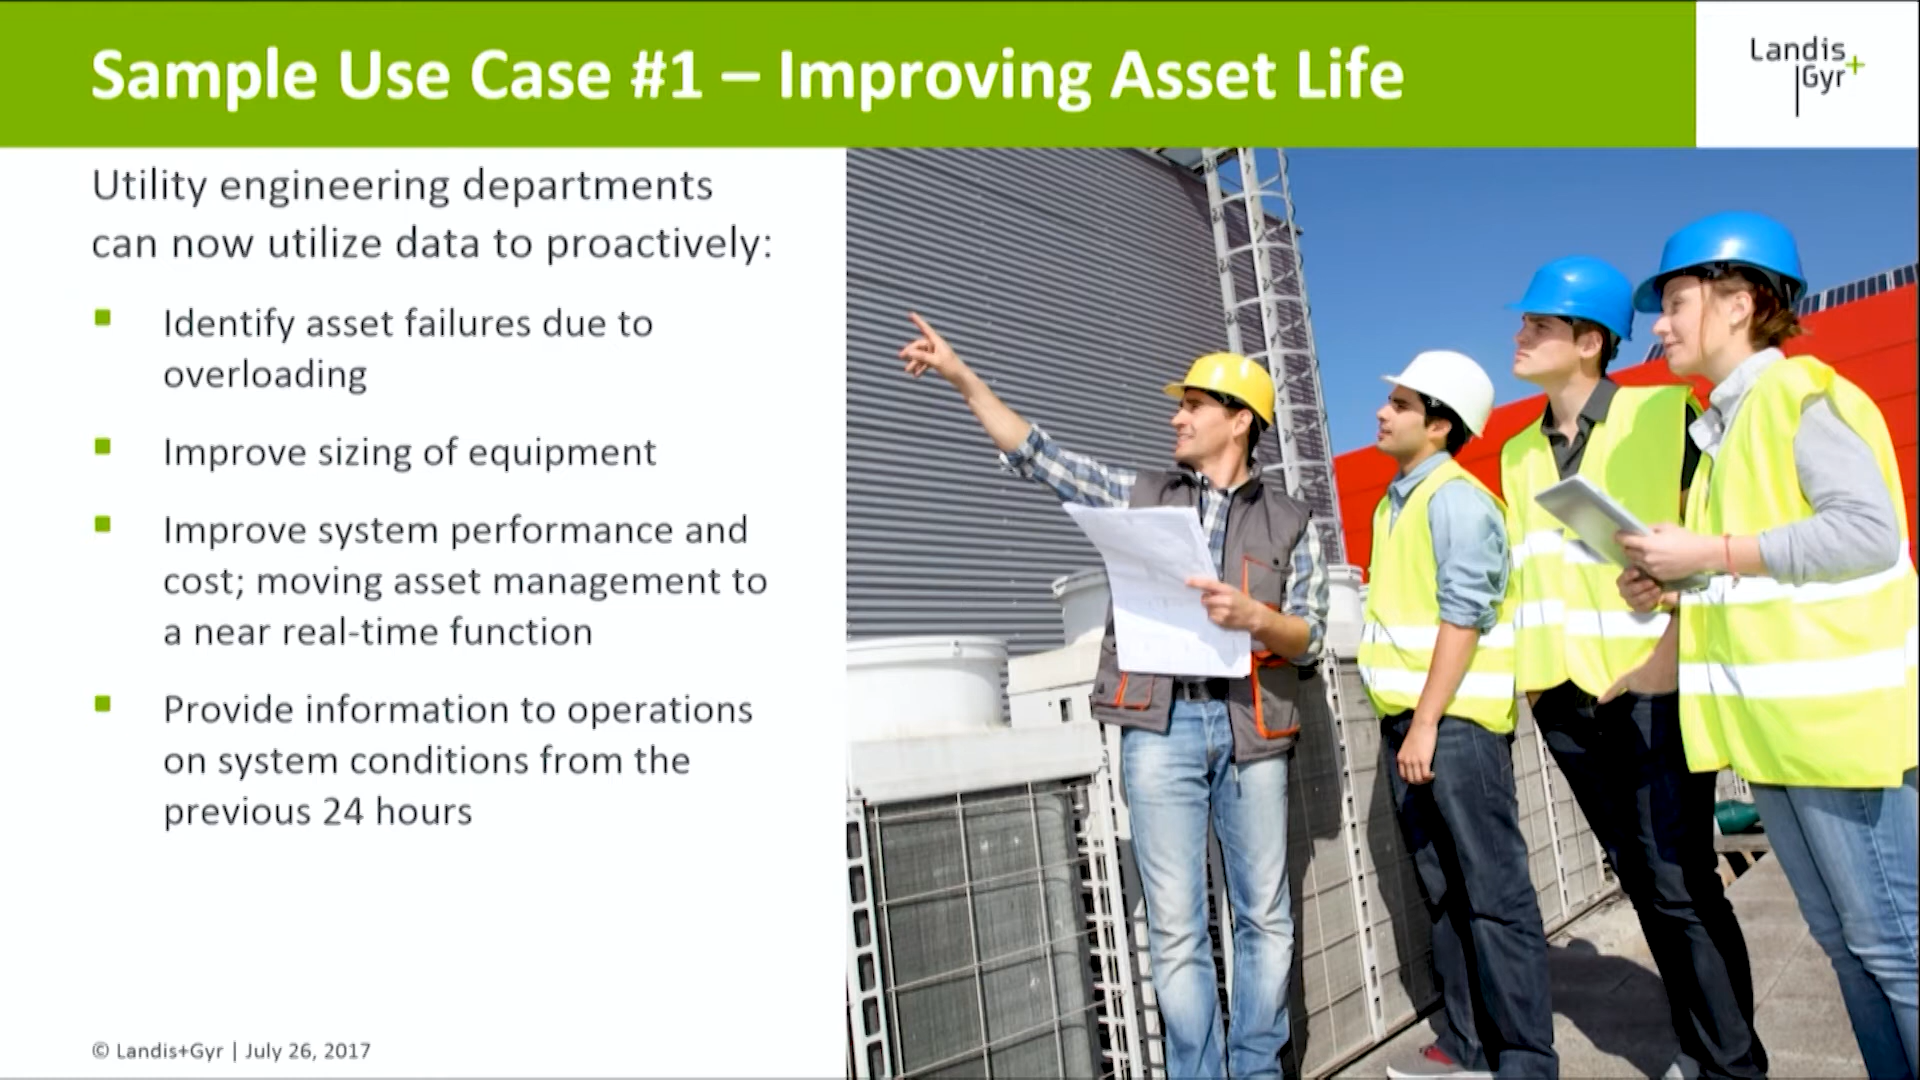 Sample Use Case #1 – Improving Asset Life
Landis+
Gyr
Utility engineering departments
can now utilize data to proactively:
Identify asset failures due to
overloading
Improve sizing of equipment
Improve system performance and
cost; moving asset management to
a near real-time function
Provide information to operations
on system conditions from the
previous 24 hours
© Landis+Gyr | July 26, 2017